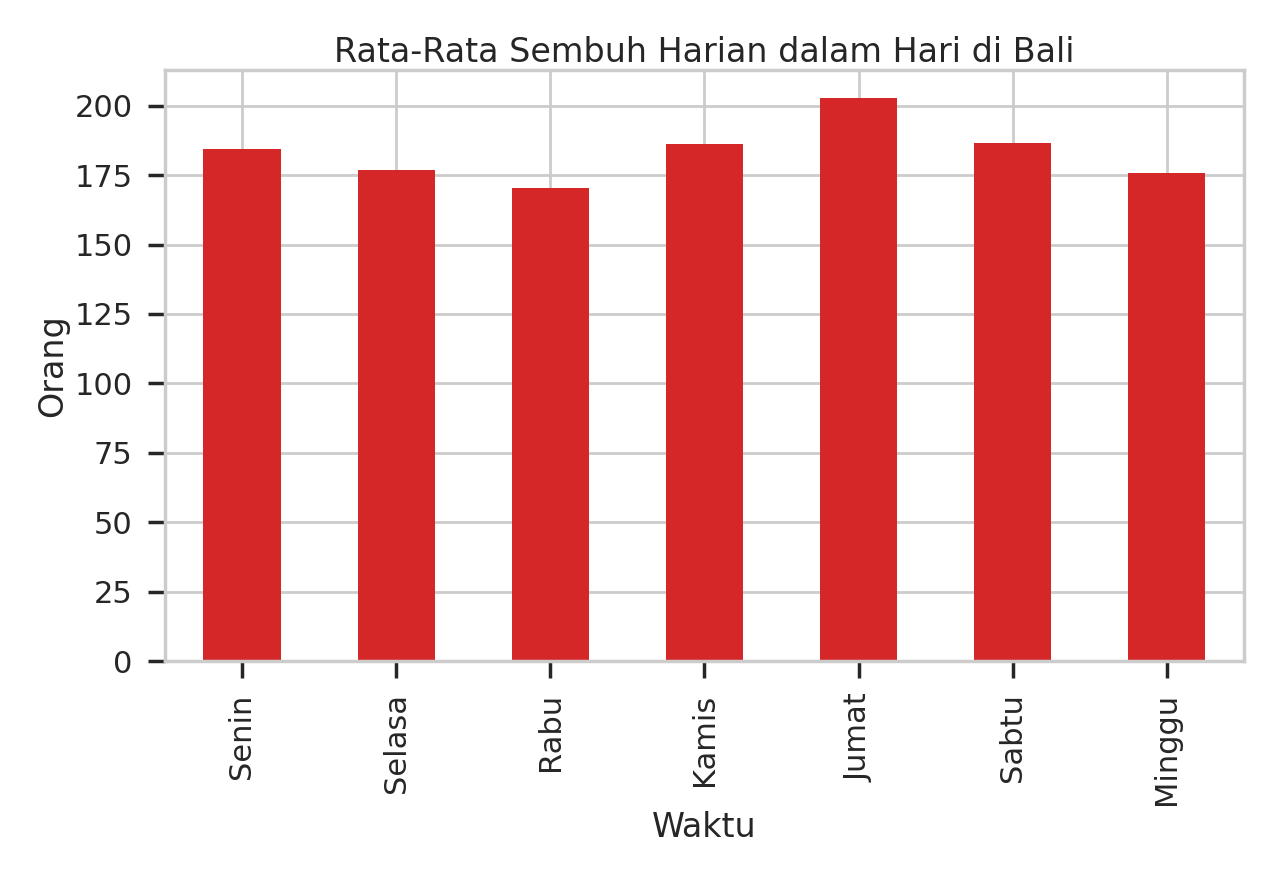 Rata-Rata Sembuh Harian dalam Hari di Bali
Orang
200
175
150
125
100
75
50
25
0
Senin
Selasa
Rabu
Kamis
Jumat
Sabtu
Minggu
Waktu